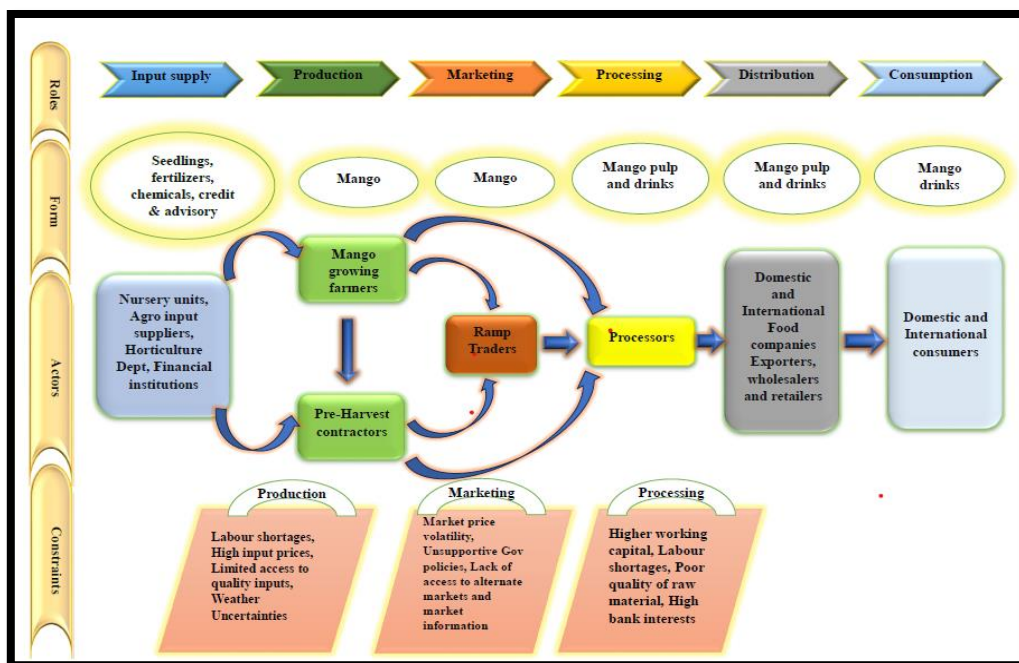 Roles
Input supply
Production
Marketing
Processing
Distribution
Consumption
Form
Seedlings,
fertilizers,
chemicals, credit
& advisory
Mango
Mango
Mango pulp
and drinks
Mango pulp
and drinks
Mango
drinks
Actors
Nursery units,
Agro input
suppliers,
Horticulture
Dept, Financial
institutions
Mango
growing
farmers
Pre-Harvest
contractors
Ramp
Traders
Processors
Domestic
and
International
Food
companies
Exporters,
wholesalers
and retailers
Domestic and
International
consumers
Constraints
Production
Labour shortages,
High input prices,
Limited access to
quality inputs,
Weather
Uncertainties
Marketing
Market price
volatility,
Unsupportive Gov
policies, Lack of
access to alternate
markets and
market
information
Processing
Higher working
capital, Labour
shortages, Poor
quality of raw
material, High
bank interests